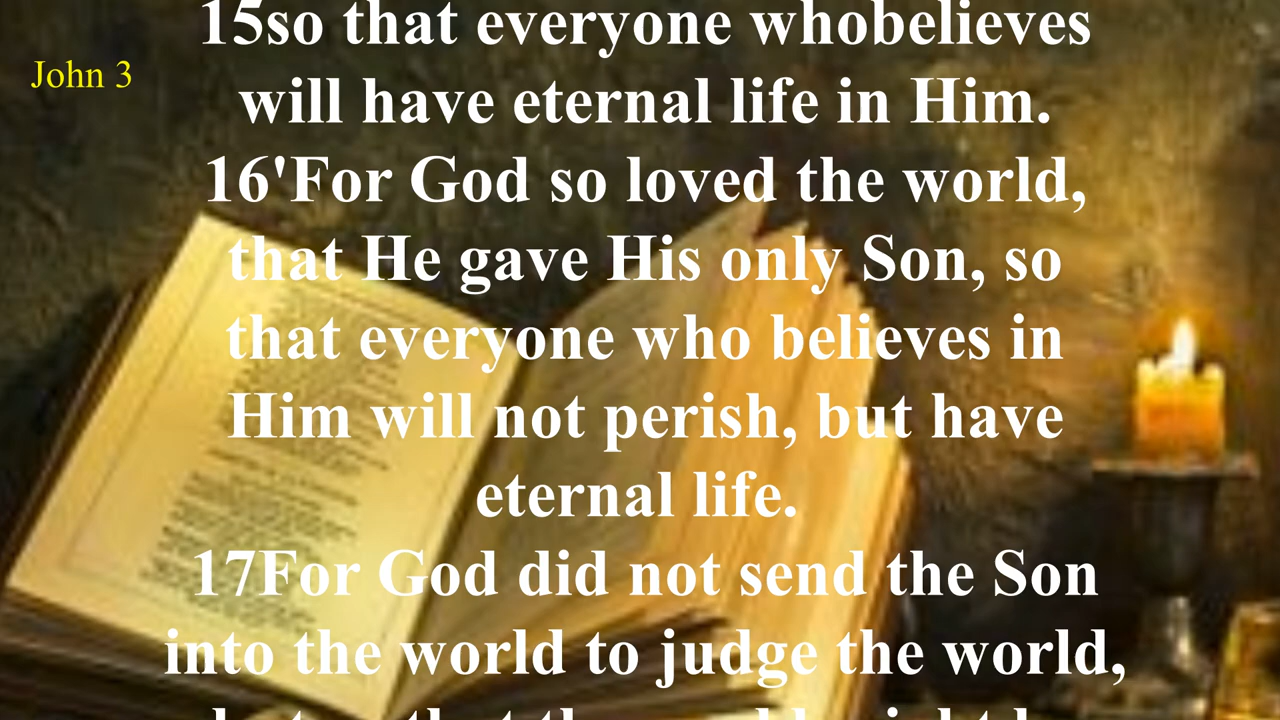 15so that everyone whobelieves
John 3
will have eternal life in Him.
16'For God so loved the world,
that He gave His only Son, so
that everyone who believes in
Him will not perish, but have
eternal life.
17For God did not send the Son
into the world to judge the world,